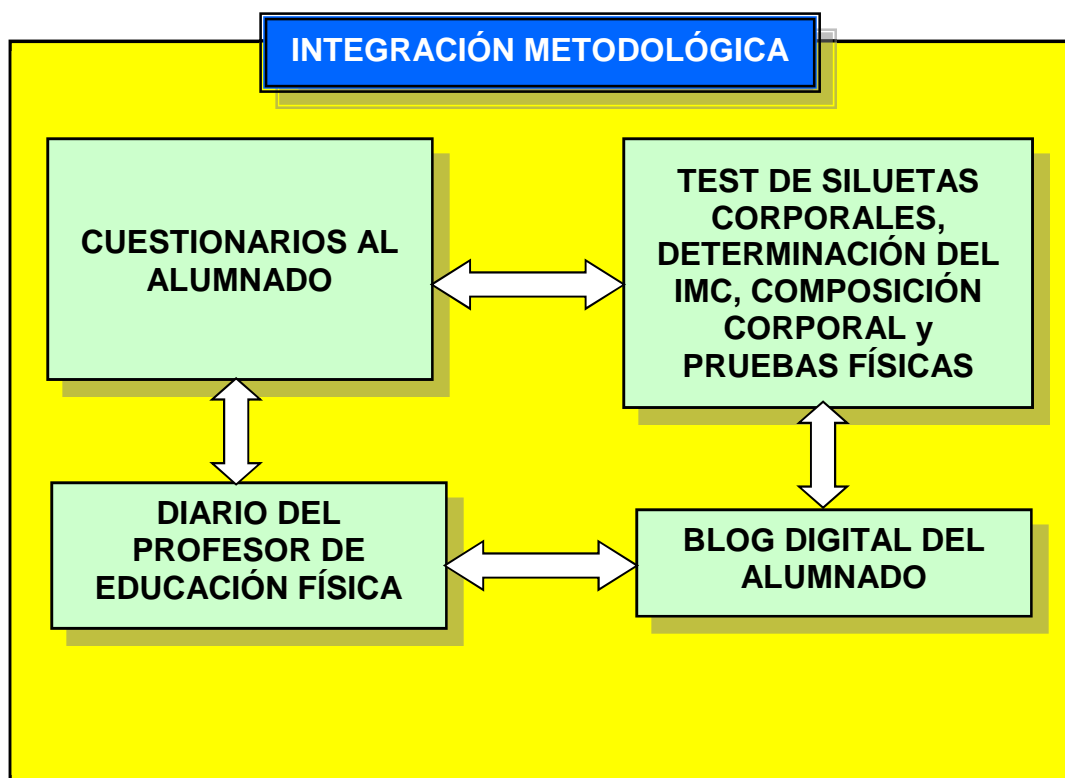 INTEGRACIÓN METODOLÓGICA
CUESTIONARIOS AL
ALUMNADO
TEST DE SILUETAS
CORPORALES,
DETERMINACIÓN DEL
IMC, COMPOSICIÓN
CORPORAL y
PRUEBAS FÍSICAS
DIARIO DEL
PROFESOR DE
EDUCACIÓN FÍSICA
BLOG DIGITAL DEL
ALUMNADO